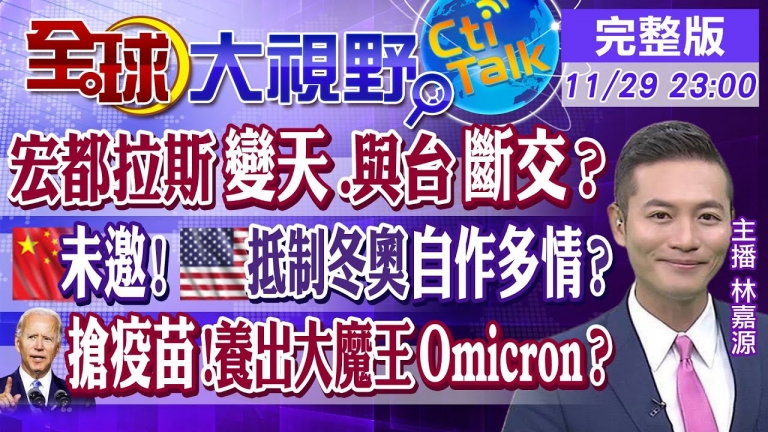 全球大視野
Cti Talk
完整版
11/29 23:00
宏都拉斯變天.與台斷交?
未邀! 抵制冬奧自作多情?
搶疫苗!養出大魔王Omicron?
主播 林嘉源